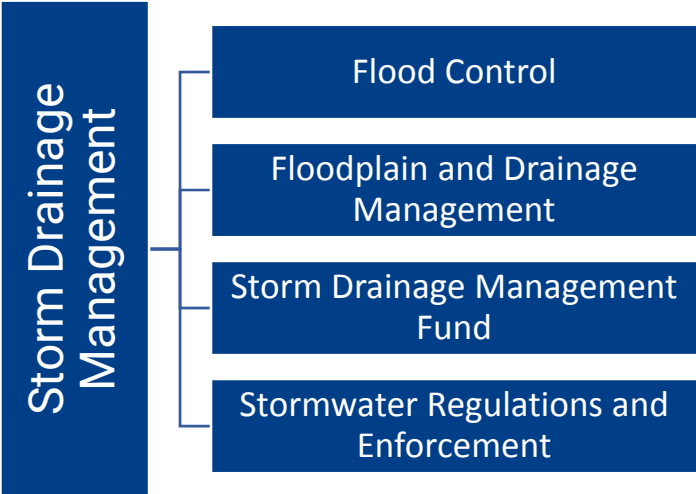 Storm Drainage
Management
Flood Control
Floodplain and Drainage
Management
Storm Drainage Management
Fund
Stormwater Regulations and
Enforcement